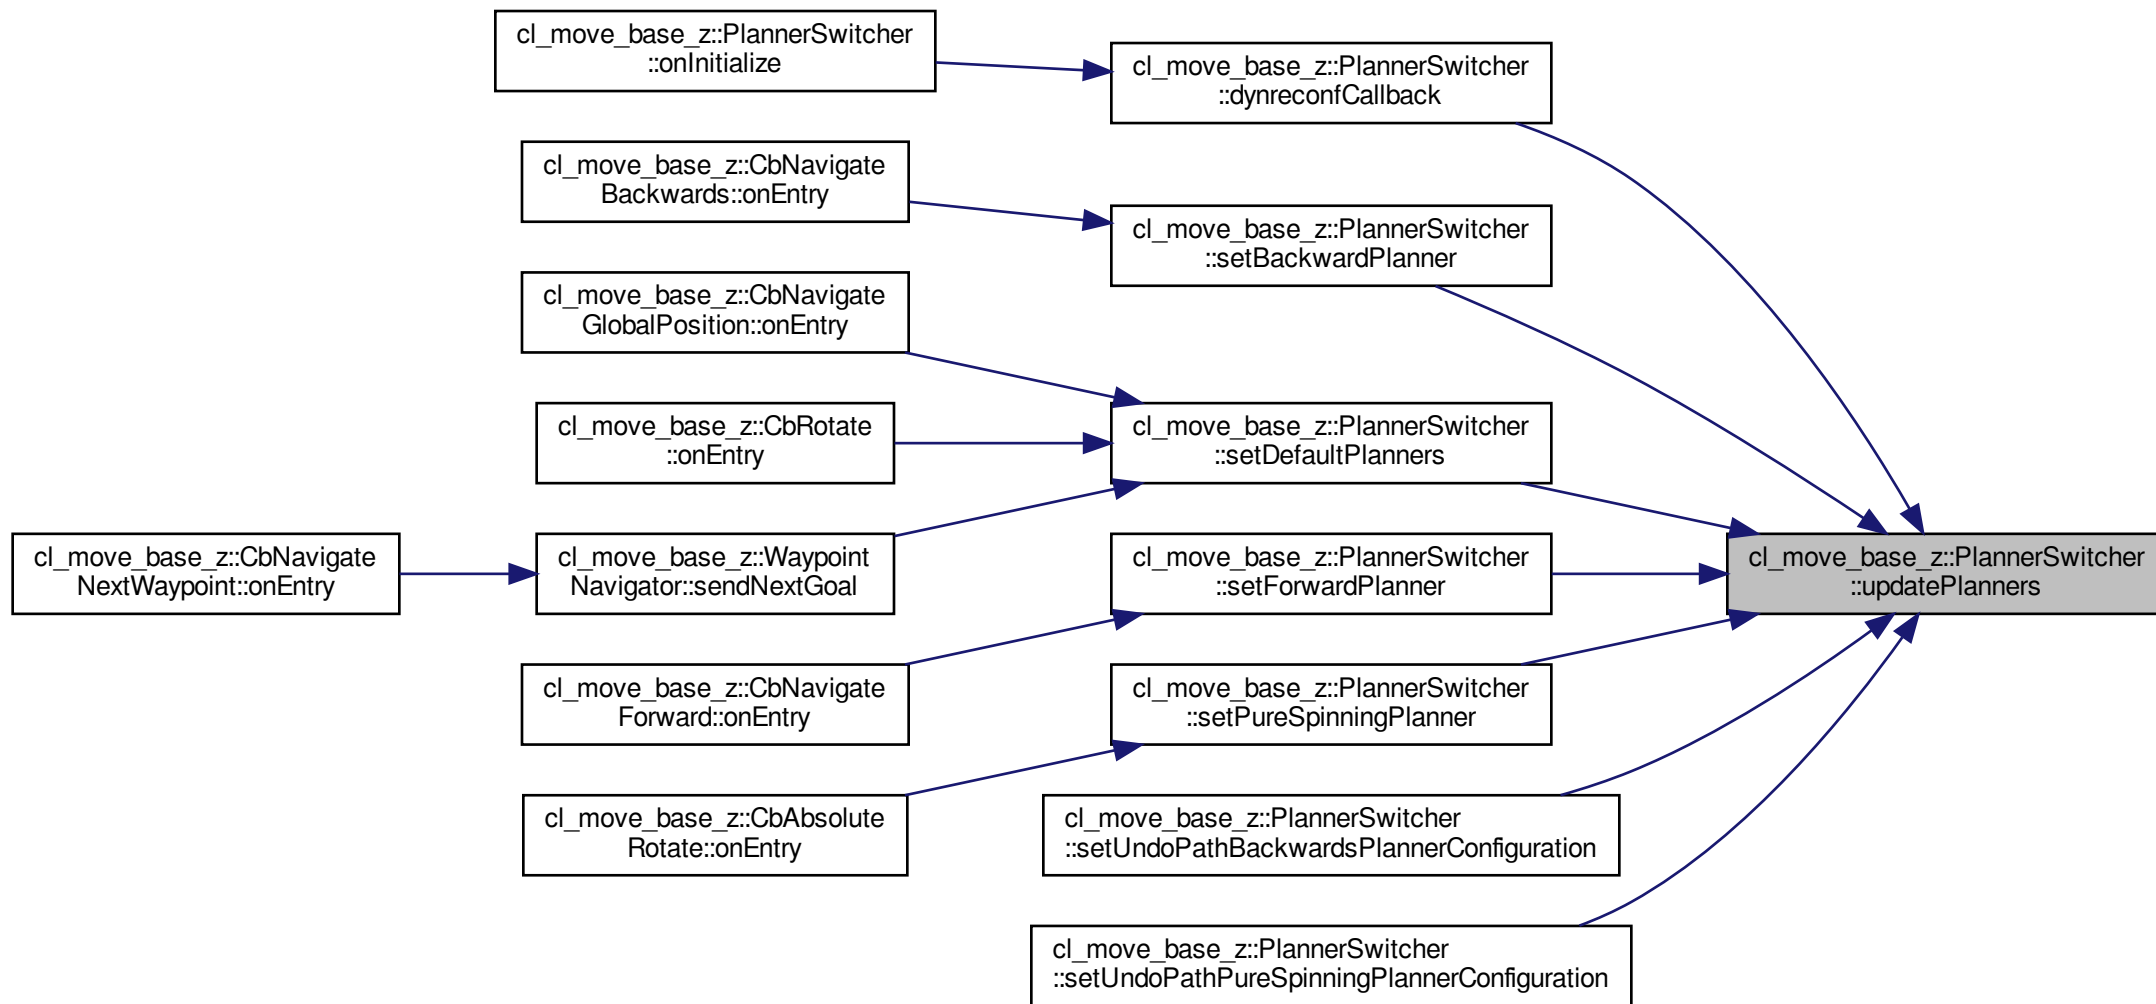 cl_move_base_z::PlannerSwitcher
::onInitialize
cl_move_base_z::PlannerSwitcher
::dynreconfCallback
cl_move_base_z::CbNavigate
Backwards::onEntry
cl_move_base_z::PlannerSwitcher
::setBackwardPlanner
cl_move_base_z::CbNavigate
GlobalPosition::onEntry
cl_move_base_z::CbRotate
::onEntry
cl_move_base_z::PlannerSwitcher
::setDefaultPlanners
cl_move_base_z::CbNavigate
NextWaypoint::onEntry
cl_move_base_z::Waypoint
Navigator::sendNextGoal
cl_move_base_z::PlannerSwitcher
::setForwardPlanner
cl_move_base_z::PlannerSwitcher
::updatePlanners
cl_move_base_z::CbNavigate
Forward::onEntry
cl_move_base_z::PlannerSwitcher
::setPureSpinningPlanner
cl_move_base_z::CbAbsolute
Rotate::onEntry
cl_move_base_z::PlannerSwitcher
::setUndoPathBackwardsPlannerConfiguration
cl_move_base_z::PlannerSwitcher
::setUndoPathPureSpinningPlannerConfiguration